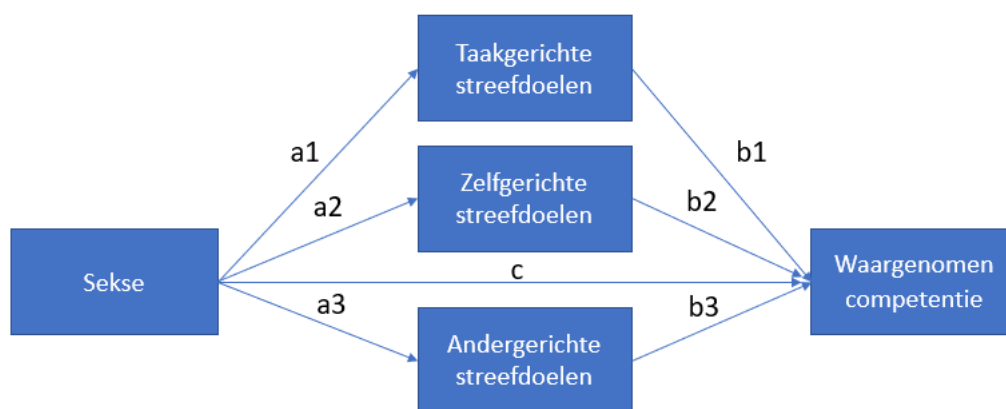 Taakgerichte
streefdoelen
a1
b1
Zelfgerichte
streefdoelen
a2
b2
Sekse
c
Waargenomen
competentie
a3
b3
Andergerichte
streefdoelen